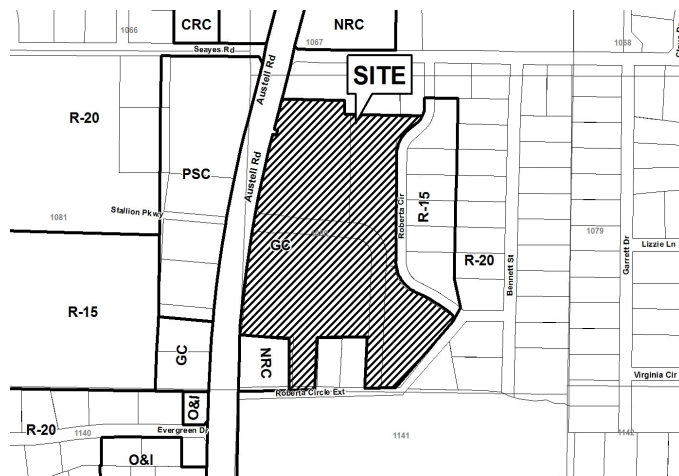 1066
CRC
NRC
1067
1068
Seayes Rd
SITE
Austell Rd
R-20
PSC
Austell Rd
R-15
Roberta Cir
1081
Stallion Pkwy
GC
1079
Lizzie Ln
R-20
Bennett St
Garrett Dr
R-15
GC
NRC
Virginia Cir
Roberta Circle Ext
O&I
R-20
1140
Evergreen Dr
1141
1142
O&I